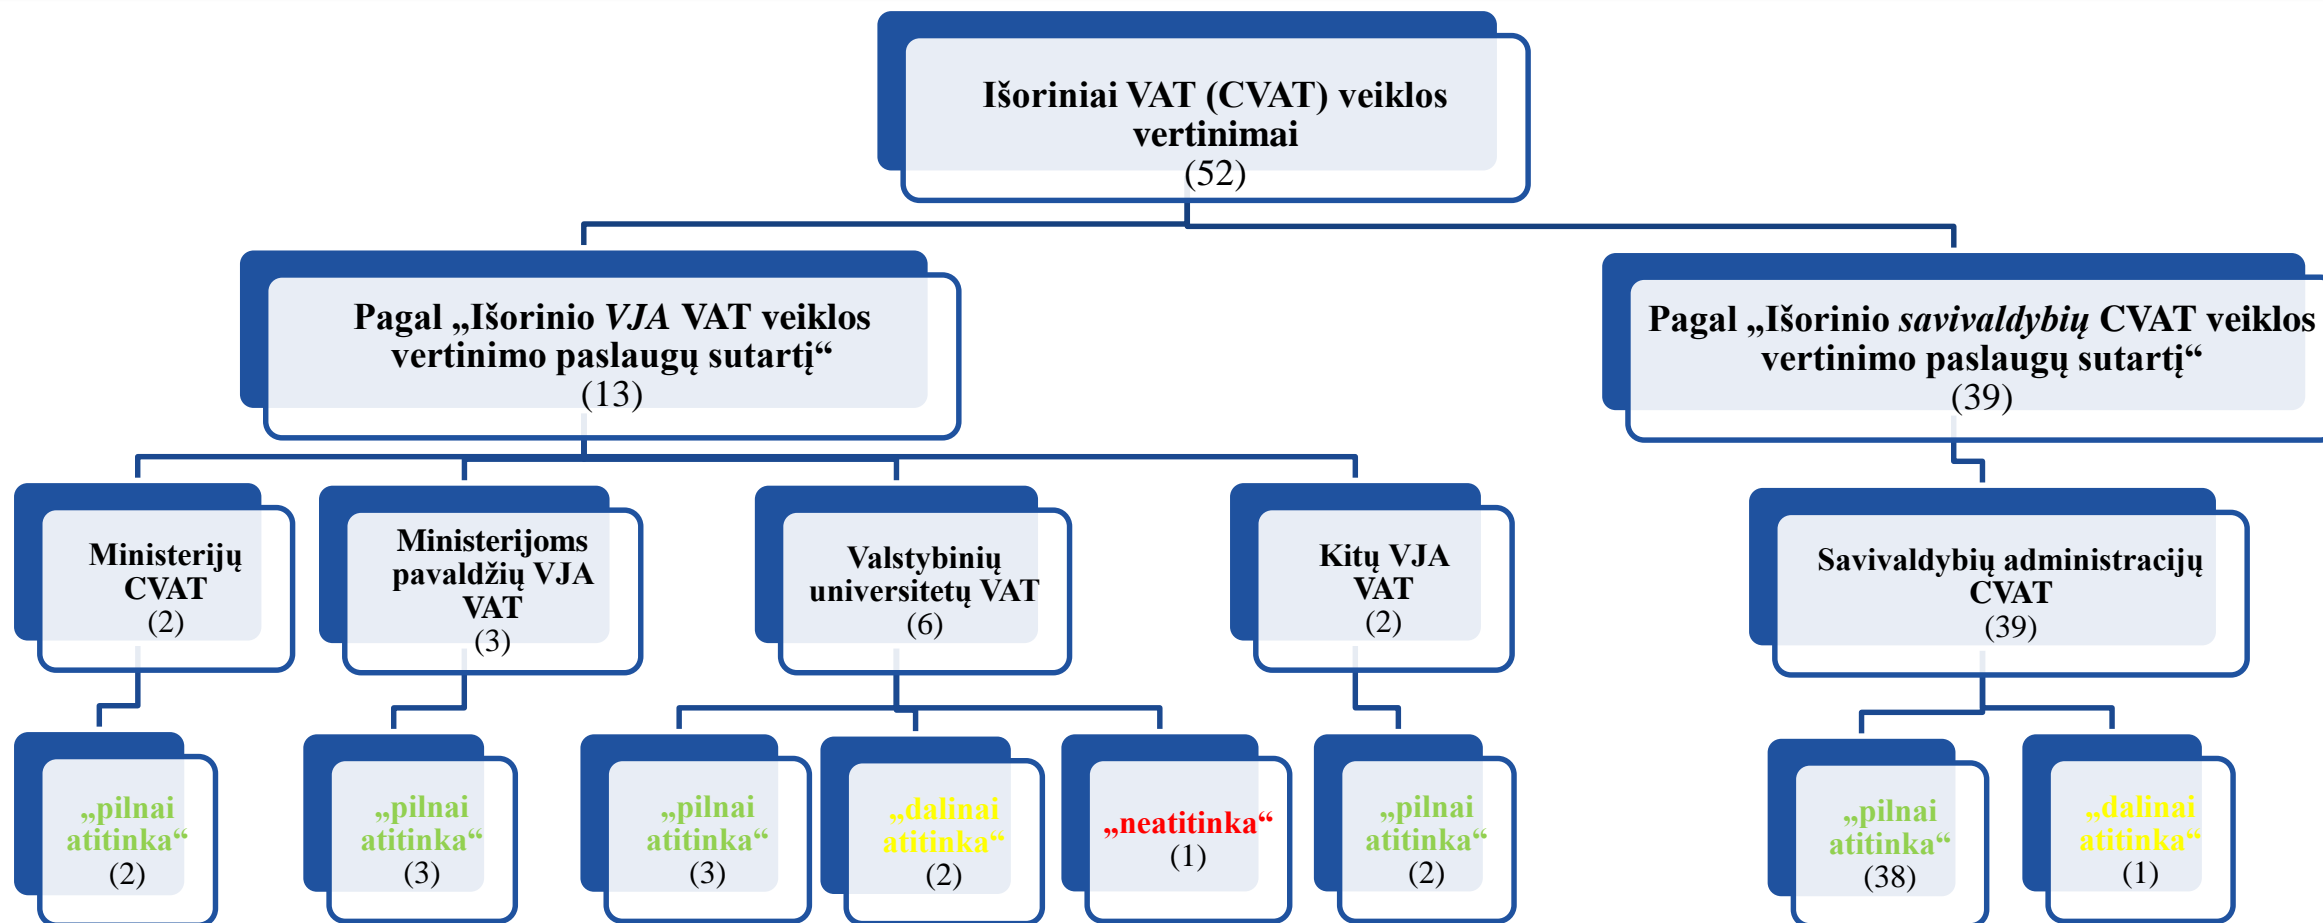 Išoriniai VAT (CVAT) veiklos
vertinimai
(52)
Pagal „Išorinio VJA VAT veiklos
vertinimo paslaugų sutartį“
(13)
Pagal „Išorinio savivaldybių CVAT veiklos
vertinimo paslaugų sutartį“
(39)
Ministerijų
CVAT
(2)
Ministerijoms
pavaldžių VJA
VAT
(3)
Valstybinių
universitetų VAT
(6)
Kitų VJA
VAT
(2)
Savivaldybių administracijų
CVAT
(39)
„pilnai
atitinka“
(2)
„pilnai
atitinka“
(3)
„pilnai
atitinka“
(3)
„dalinai
atitinka“
(2)
„neatitinka“
(1)
„pilnai
atitinka“
(2)
„pilnai
atitinka“
(38)
„dalinai
atitinka“
(1)